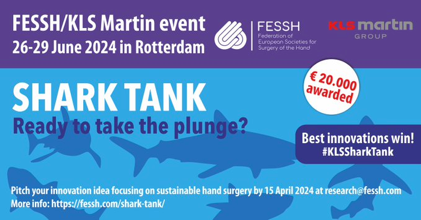 FESSH/KLS Martin event
26-29 June 2024 in Rotterdam
FESSH
Federation of
European Societies for
Surgery of the Hand
KLS martin
GROUP
€ 20.000
awarded
SHARK TANK
Ready to take the plunge?
Best innovations win!
#KLSSharkTank
Pitch your innovation idea focusing on sustainable hand surgery by 15 April 2024 at research@fessh.com
More info: https://fessh.com/shark-tank/